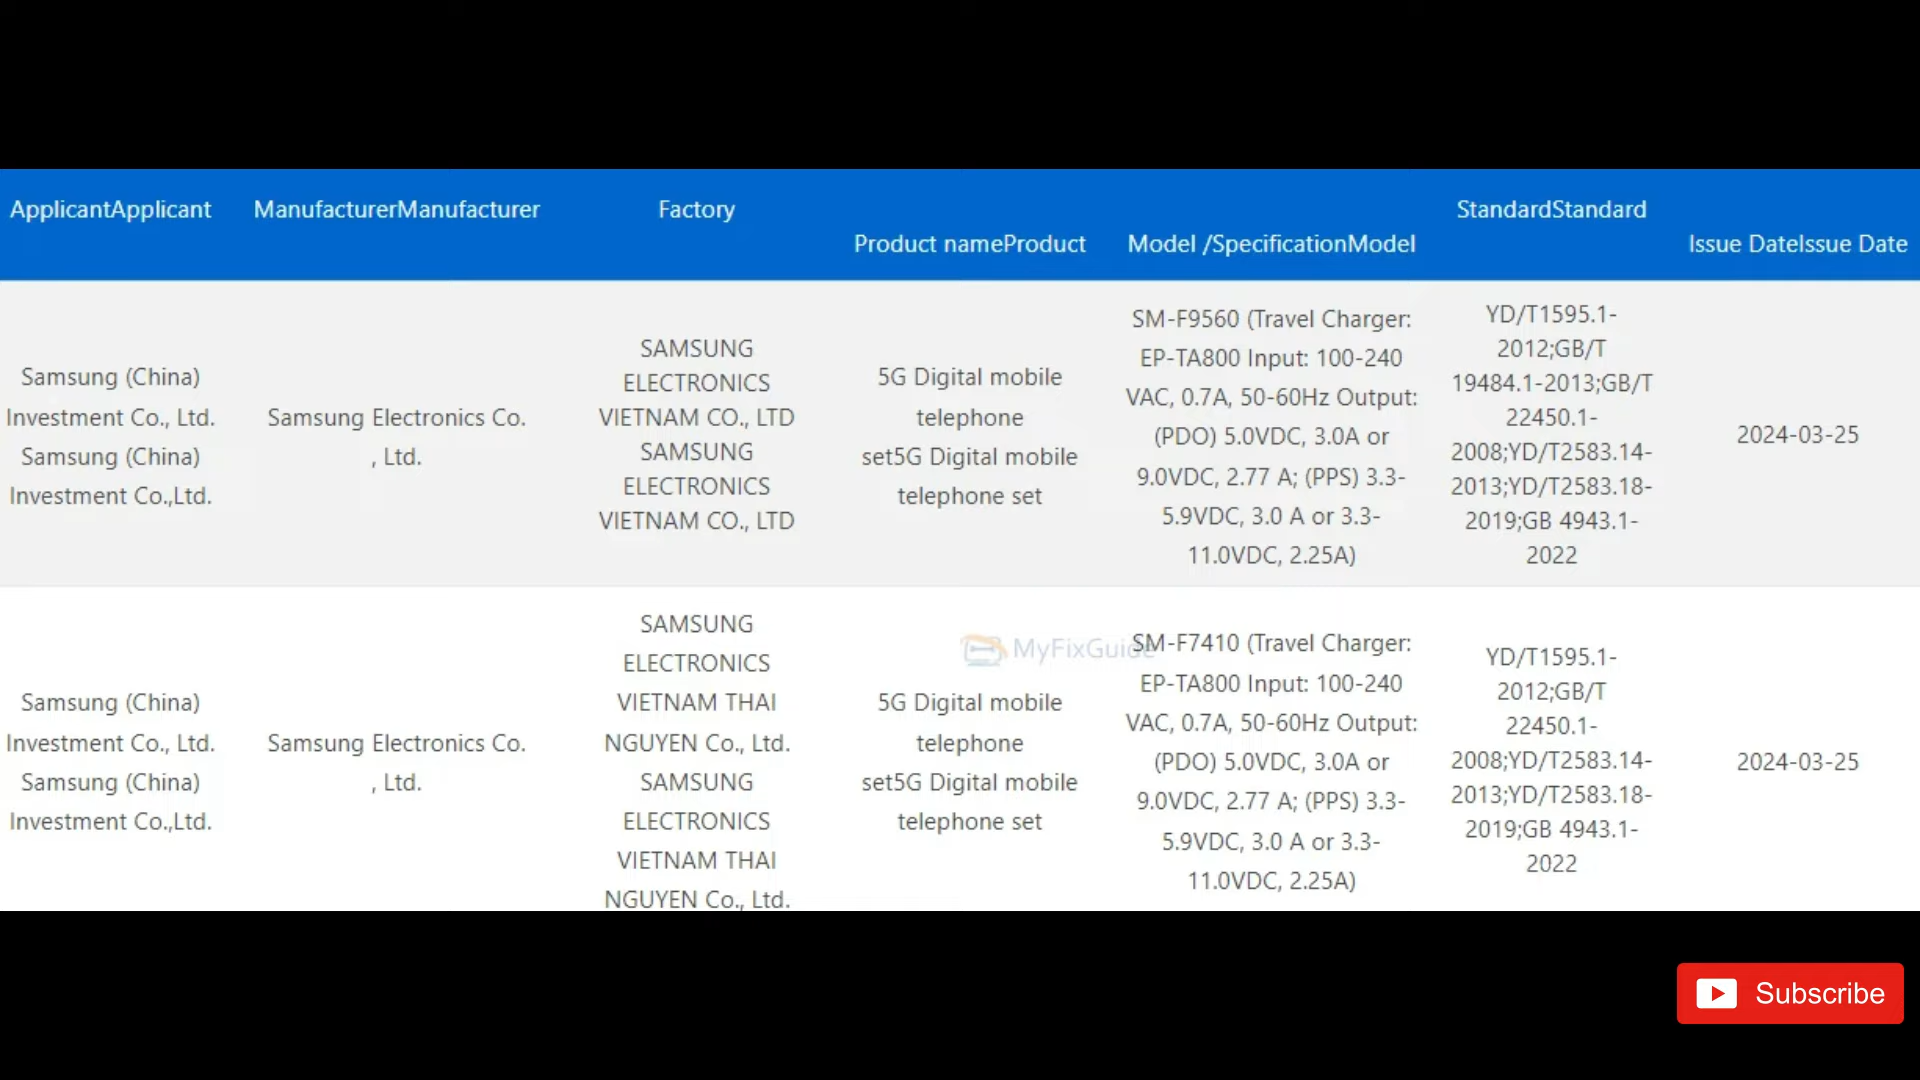 ApplicantApplicant
ManufacturerManufacturer
Factory
Product nameProduct
Model /SpecificationModel
StandardStandard
Issue DateIssue Date
Samsung (China)
Investment Co., Ltd.
Samsung (China)
Investment Co.,Ltd.
Samsung Electronics Co.
, Ltd.
SAMSUNG
ELECTRONICS
VIETNAM CO., LTD
SAMSUNG
ELECTRONICS
VIETNAM CO., LTD
5G Digital mobile
telephone
set5G Digital mobile
telephone set
SM-F9560 (Travel Charger:
EP-TA800 Input: 100-240
VAC, 0.7A, 50-60Hz Output:
(PDO) 5.0VDC, 3.0A or
9.0VDC, 2.77 A; (PPS) 3.3-
5.9VDC, 3.0 A or 3.3-
11.0VDC, 2.25A)
YD/T1595.1-
2012;GB/T
19484.1-2013;GB/T
22450.1-
2008;YD/T2583.14-
2013;YD/T2583.18-
2019;GB 4943.1-
2022
2024-03-25
Samsung (China)
Investment Co., Ltd.
Samsung (China)
Investment Co.,Ltd.
Samsung Electronics Co.
, Ltd.
SAMSUNG
ELECTRONICS
VIETNAM THAI
NGUYEN Co., Ltd.
SAMSUNG
ELECTRONICS
VIETNAM THAI
NGUYEN Co., Ltd.
5G Digital mobile
telephone
set5G Digital mobile
telephone set
MyFixGuide
SM-F7410 (Travel Charger:
EP-TA800 Input: 100-240
VAC, 0.7A, 50-60Hz Output:
(PDO) 5.0VDC, 3.0A or
9.0VDC, 2.77 A; (PPS) 3.3-
5.9VDC, 3.0 A or 3.3-
11.0VDC, 2.25A)
YD/T1595.1-
2012;GB/T
22450.1-
2008;YD/T2583.14-
2013;YD/T2583.18-
2019;GB 4943.1-
2022
2024-03-25
Subscribe